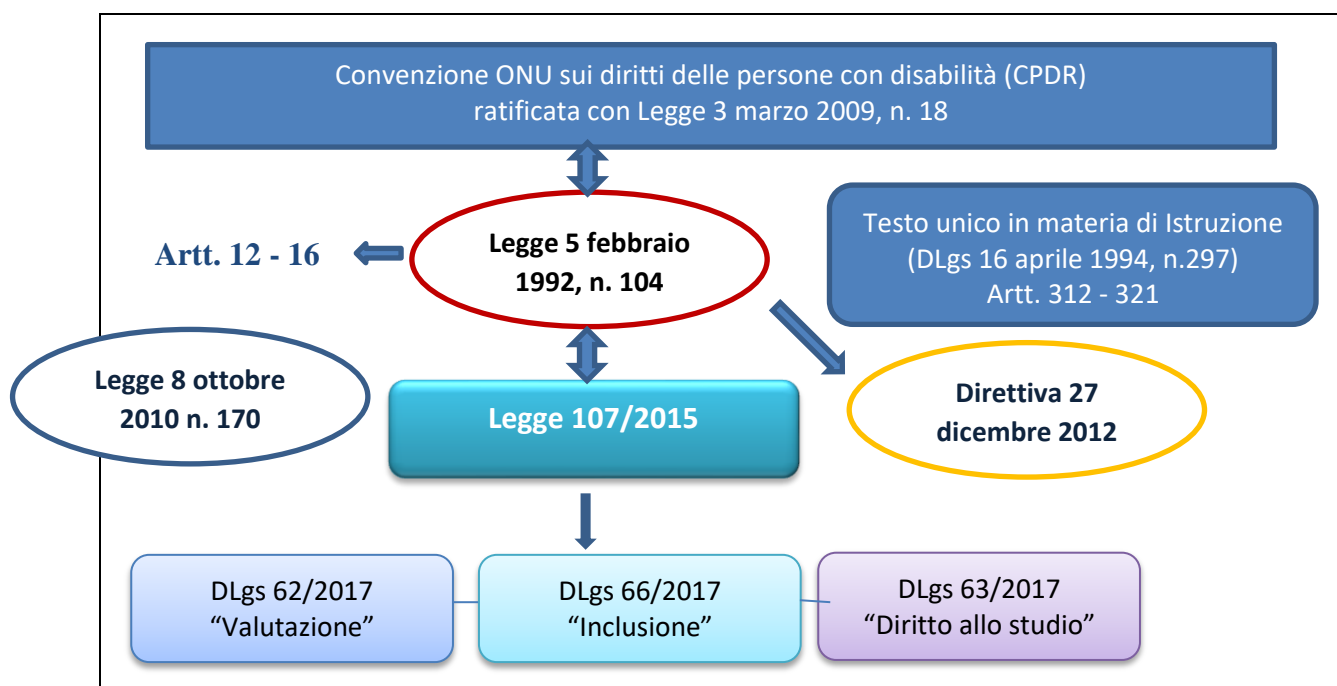 Convenzione ONU sui diritti delle persone con disabilità (CPDR)
ratificata con Legge 3 marzo 2009, n. 18
Testo unico in materia di Istruzione
(DLgs 16 aprile 1994, n.297)
Artt. 312 - 321
Legge 5 febbraio
1992, n. 104
Artt. 12 - 16
Legge 8 ottobre
2010 n. 170
Legge 107/2015
Direttiva 27
dicembre 2012
DLgs 62/2017
“Valutazione”
DLgs 66/2017
“Inclusione”
DLgs 63/2017
“Diritto allo studio”